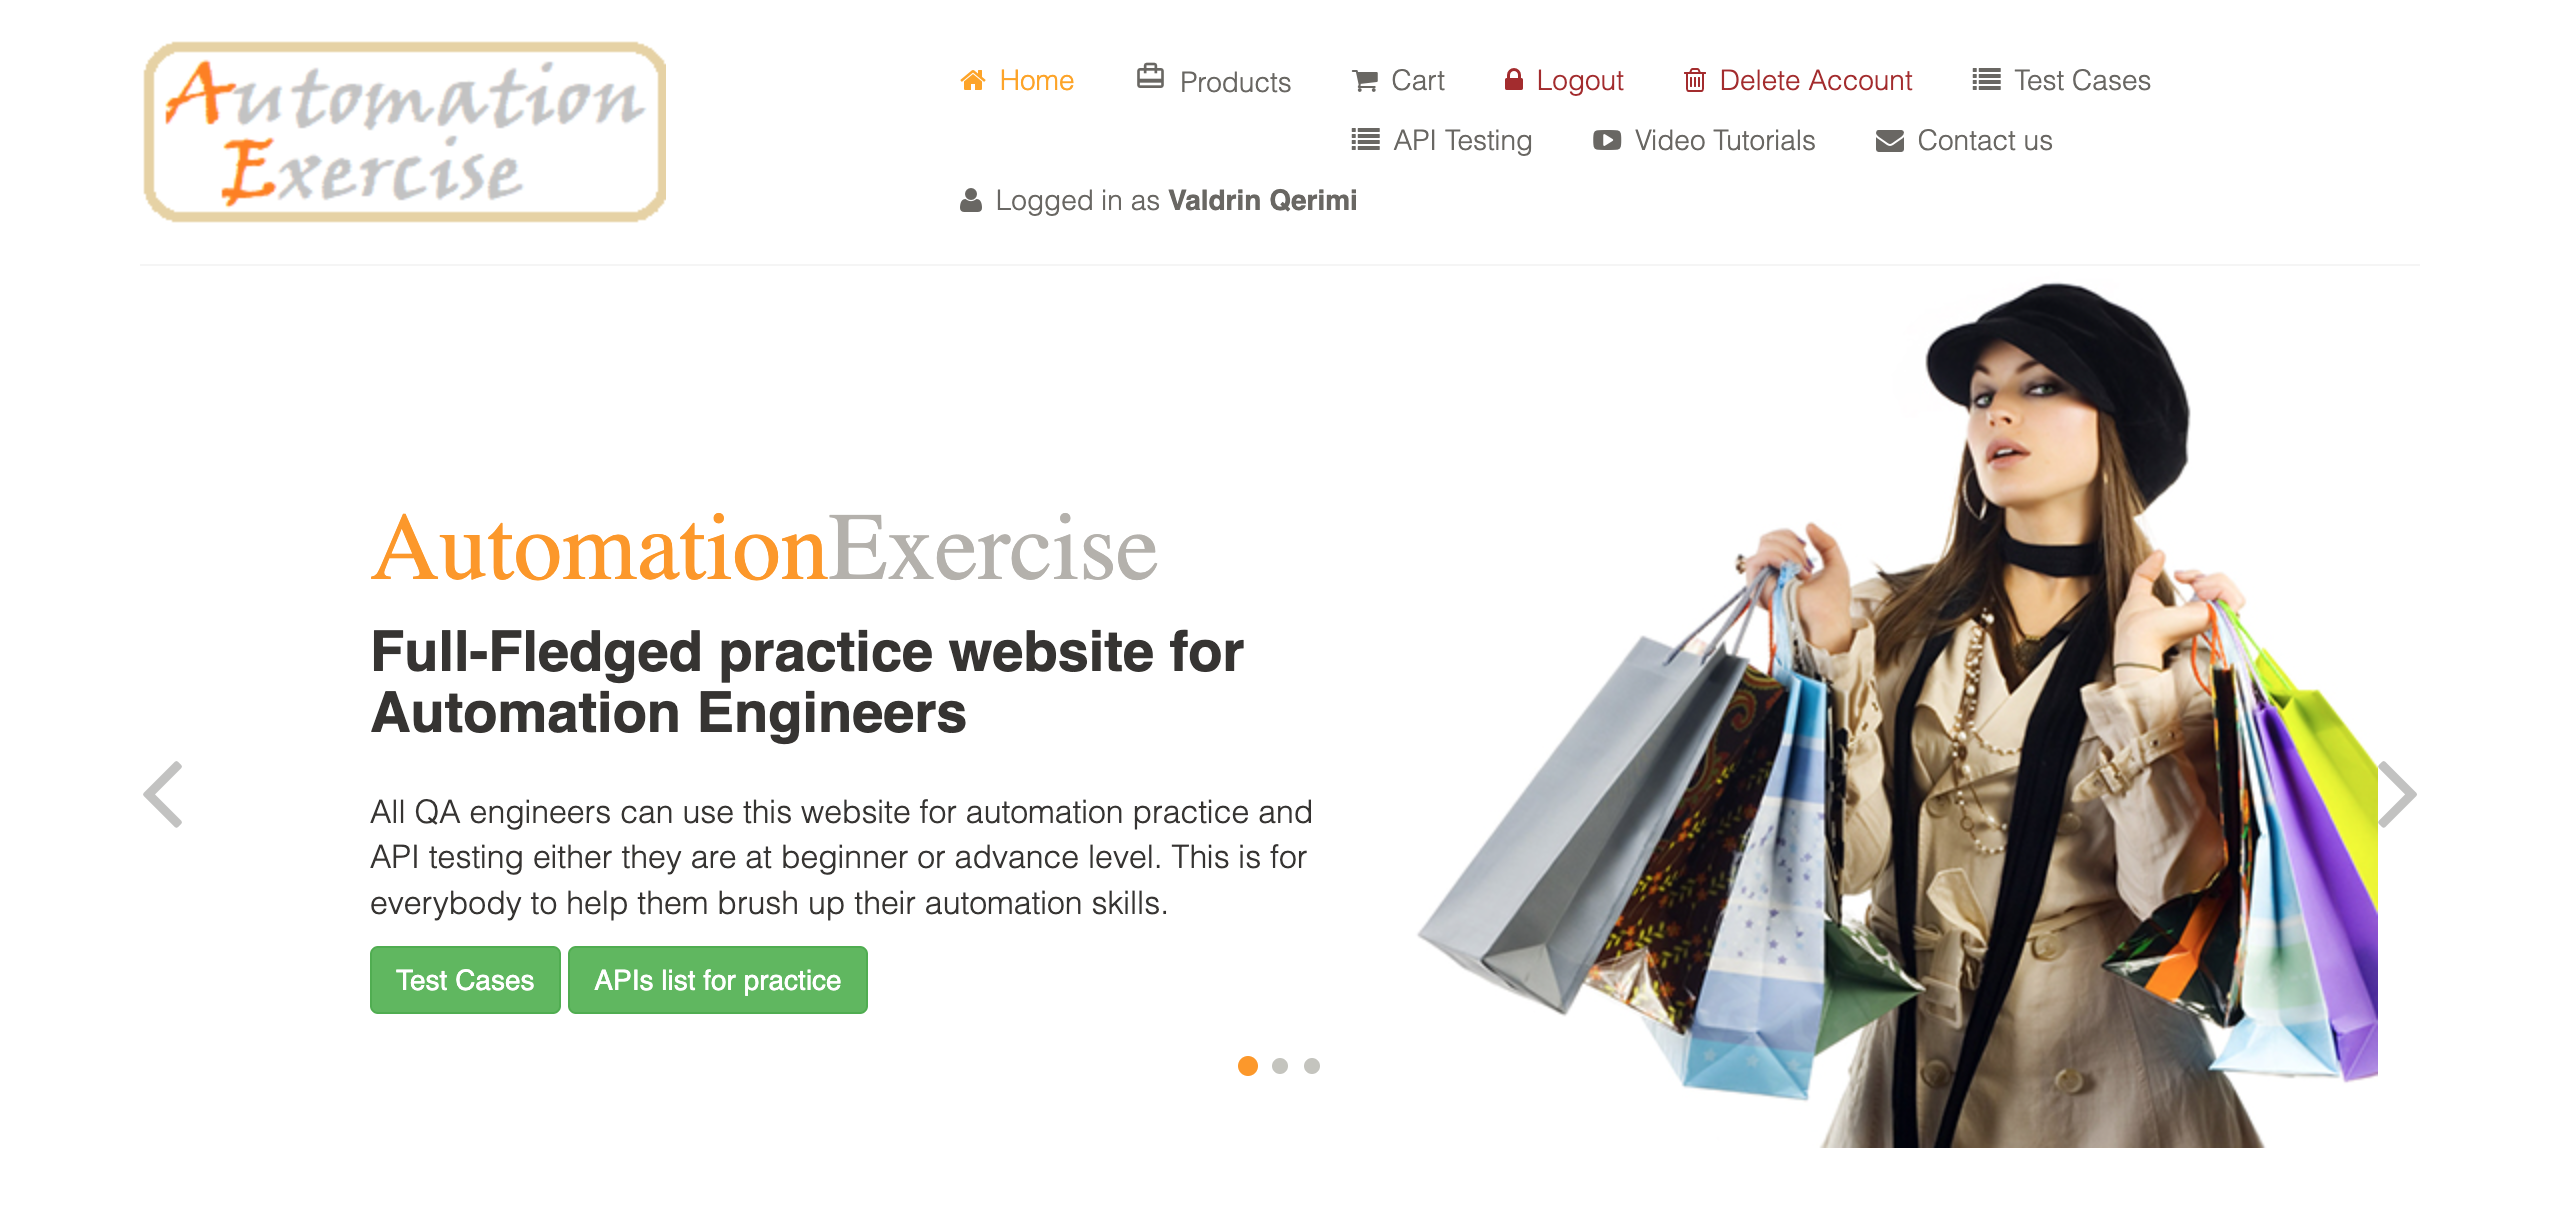 Automation
Exercise
Home Products Cart Logout Delete Account Test Cases
API Testing Video Tutorials Contact us
Logged in as Valdrin Qerimi
AutomationExercise
Full-Fledged practice website for
Automation Engineers
All QA engineers can use this website for automation practice and
API testing either they are at beginner or advance level. This is for
everybody to help them brush up their automation skills.
Test Cases APIs list for practice